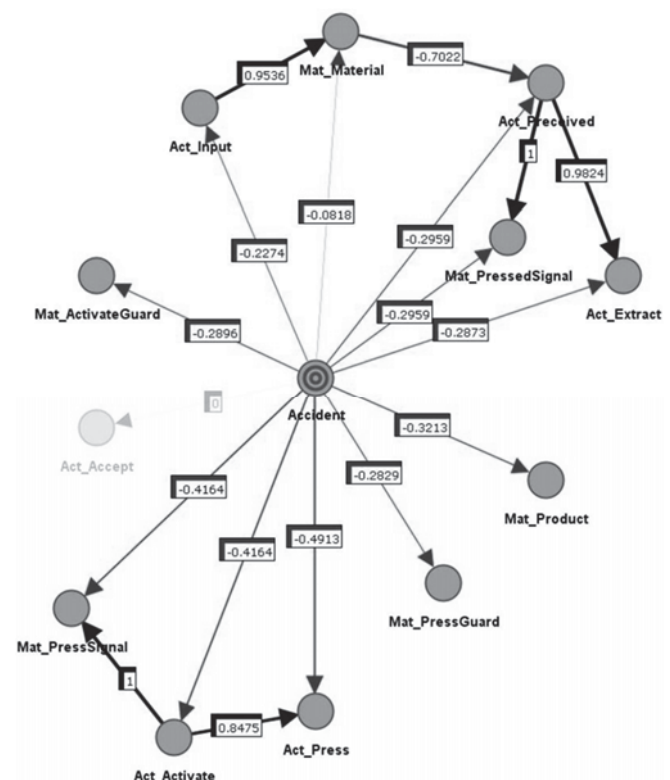 Mat_Material
-0.7022
0.9536
Act_Preceived
Act_Input
1
0.9824
-0.0818
-0.2959
-0.2274
Mat_PressedSignal
Mat_ActivateGuard
-0.2959
Act_Extract
-0.2896
-0.2873
Accident
0
-0.3213
Act_Accept
-0.2829
-0.4164
Mat_Product
-0.4913
-0.4164
Mat_PressGuard
Mat_PressSignal
1
0.8475
Act_Press
Act_Activate